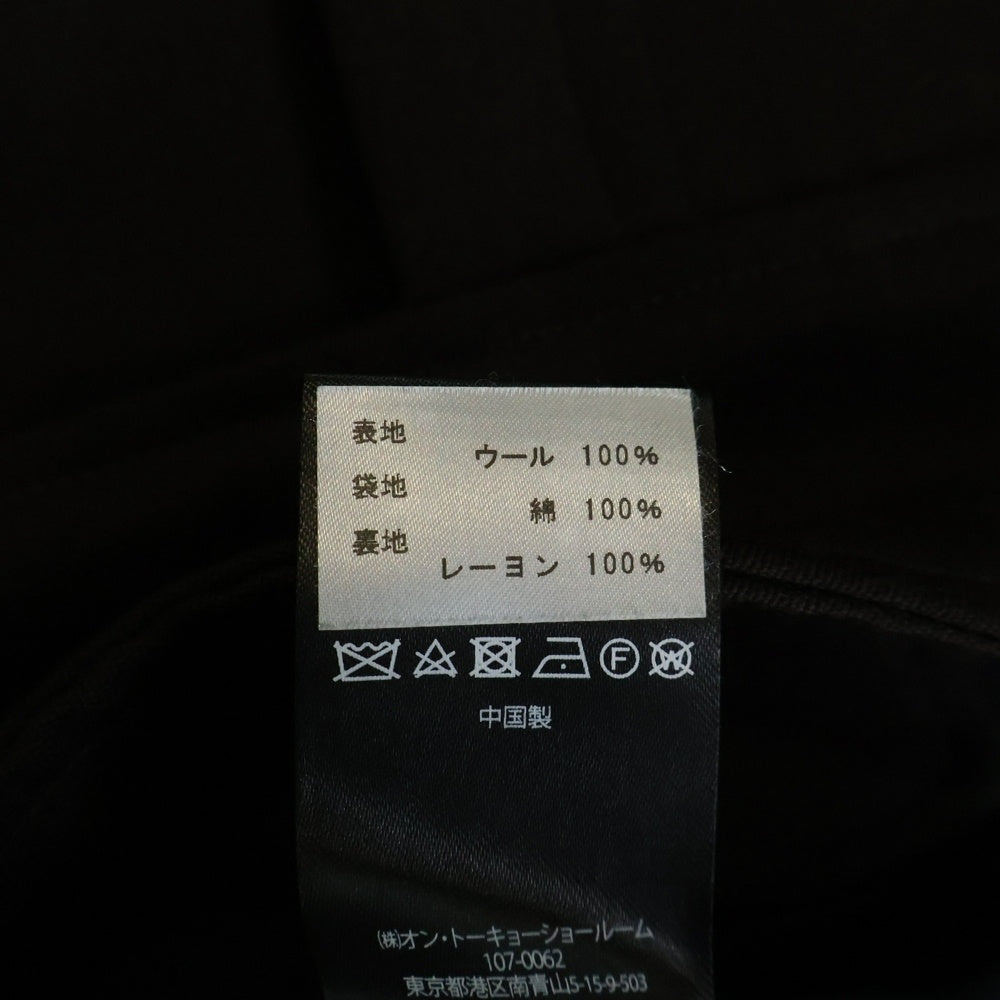 表地
ウール 100%
袋地
綿 100%
裏地
レーヨン 100%
F W
中国製
(株)オン・トーキョーショールーム
107-0062
東京都港区南青山5-15-9-503